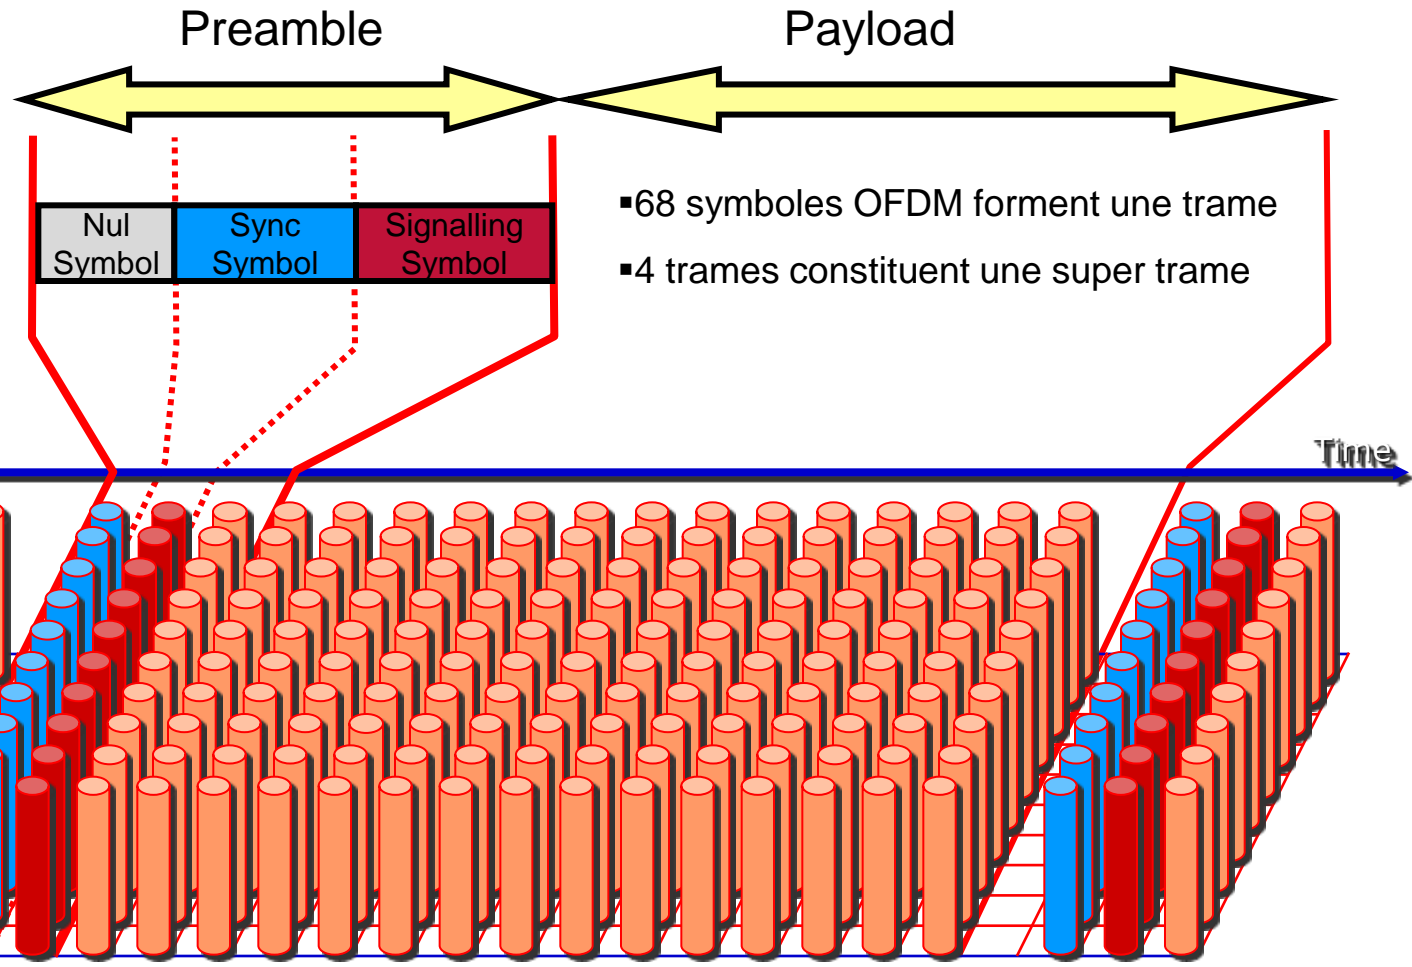 Preamble
Payload
Nul
Symbol
Sync
Symbol
Signalling
Symbol
▪68 symboles OFDM forment une trame
▪4 trames constituent une super trame
Time